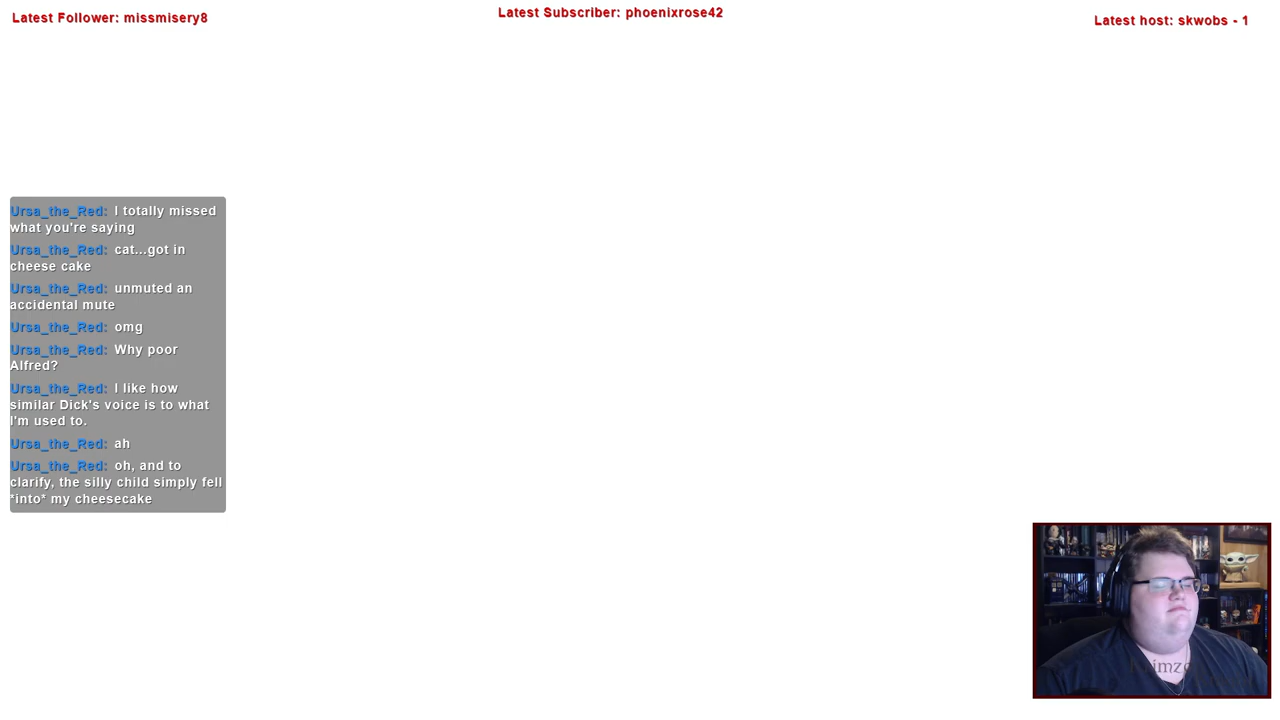 Latest Follower: missmisery8
Latest Subscriber: phoenixrose42
Latest host: skwobs - 1
Ursa_the_Red: I totally missed
what you're saying
Ursa_the_Red: cat...got in
cheese cake
Ursa_the_Red: unmuted an
accidental mute
Ursa_the_Red: omg
Ursa_the_Red: Why poor
Alfred?
Ursa_the_Red: I like how
similar Dick's voice is to what
I'm used to.
Ursa_the_Red: ah
Ursa_the_Red: oh, and to
clarify, the silly child simply fell
*into* my cheesecake